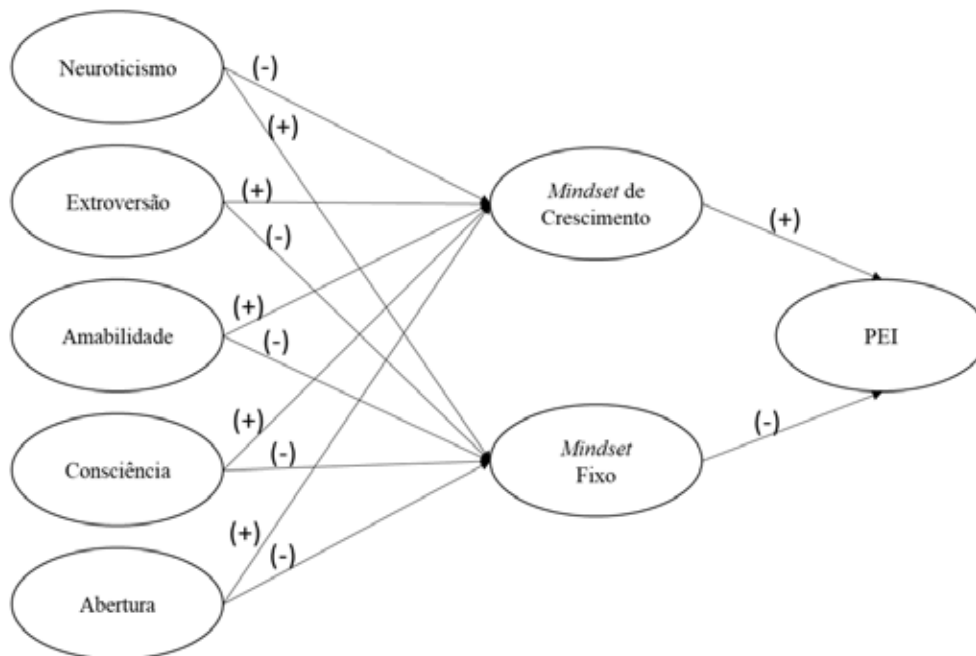 Neuroticismo
(-)
(+)
Extroversão
(+)
(-)
Mindset de
Crescimento
(+)
Amabilidade
(+)
(-)
PEI
Consciência
(+)
(-)
Mindset
Fixo
(-)
Abertura
(+)
(-)